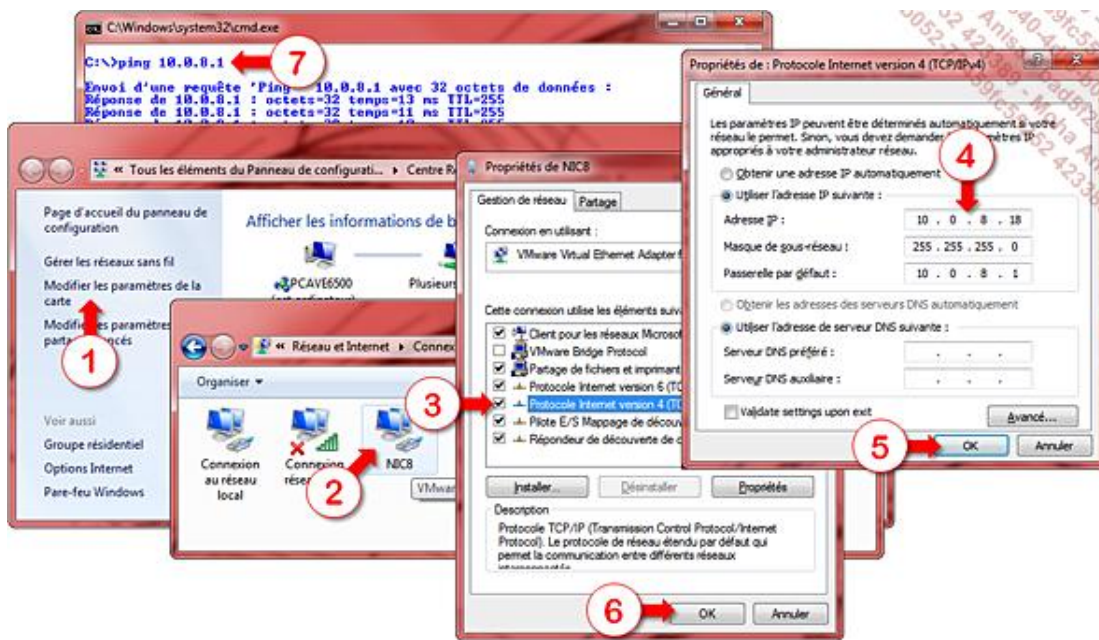 C:\Windows\system32\cmd.exe
C:\>ping 10.0.8.1
7
Envoi d'une requête 'Ping' 10.0.8.1 avec 32 octets de données :
Réponse de 10.0.8.1 : octets=32 temps=13 ms TTL=255
Réponse de 10.0.8.1 : octets=32 temps=11 ms TTL=255
« Tous les éléments du Panneau de configurati...
Centre R
Page d'accueil du panneau de
configuration
Gérer les réseaux sans fil
Modifier les paramètres de la
carte
Modifier les paramètres
1
Voir aussi
Groupe résidentiel
Options Internet
Pare-feu Windows
Afficher les informations de b
PCAVE6500
Plusieurs
« Réseau et Internet
Connex
Organiser
Connexion
au réseau
local
Connexion
2
NIC8
VMwar
Propriétés de NIC8
Gestion de réseau
Partage
Connexion en utilisant :
VMware Virtual Ethernet Adapter f
Cette connexion utilise les éléments suiva
Client pour les réseaux Microsof
VMware Bridge Protocol
Partage de fichiers et imprimant
Protocole Internet version 6 (TC
3
Protocole Internet version 4 (TC
Pilote E/S Mappage de découv
Répondeur de découverte de c
Installer...
Désinstaller
Propriétés
Description
Protocole TCP/IP (Transmission Control Protocol/Internet
Protocol). Le protocole de réseau étendu par défaut qui
permet la communication entre différents réseaux
6
OK
Annuler
Propriétés de : Protocole Internet version 4 (TCP/IPv4)
Général
Les paramètres IP peuvent être déterminés automatiquement si votre
réseau le permet. Sinon, vous devez demander les paramètres IP
appropriés à votre administrateur réseau.
4
Obtenir une adresse IP automatiquement
Utiliser l'adresse IP suivante :
Adresse IP :
10 . 0 . 8 . 18
Masque de sous-réseau :
255 . 255 . 255 . 0
Passerelle par défaut :
10 . 0 . 8 . 1
Obtenir les adresses des serveurs DNS automatiquement
Utiliser l'adresse de serveur DNS suivante :
Serveur DNS préféré :
Serveur DNS auxiliaire :
Validate settings upon exit
Avancé...
5
OK
Annuler